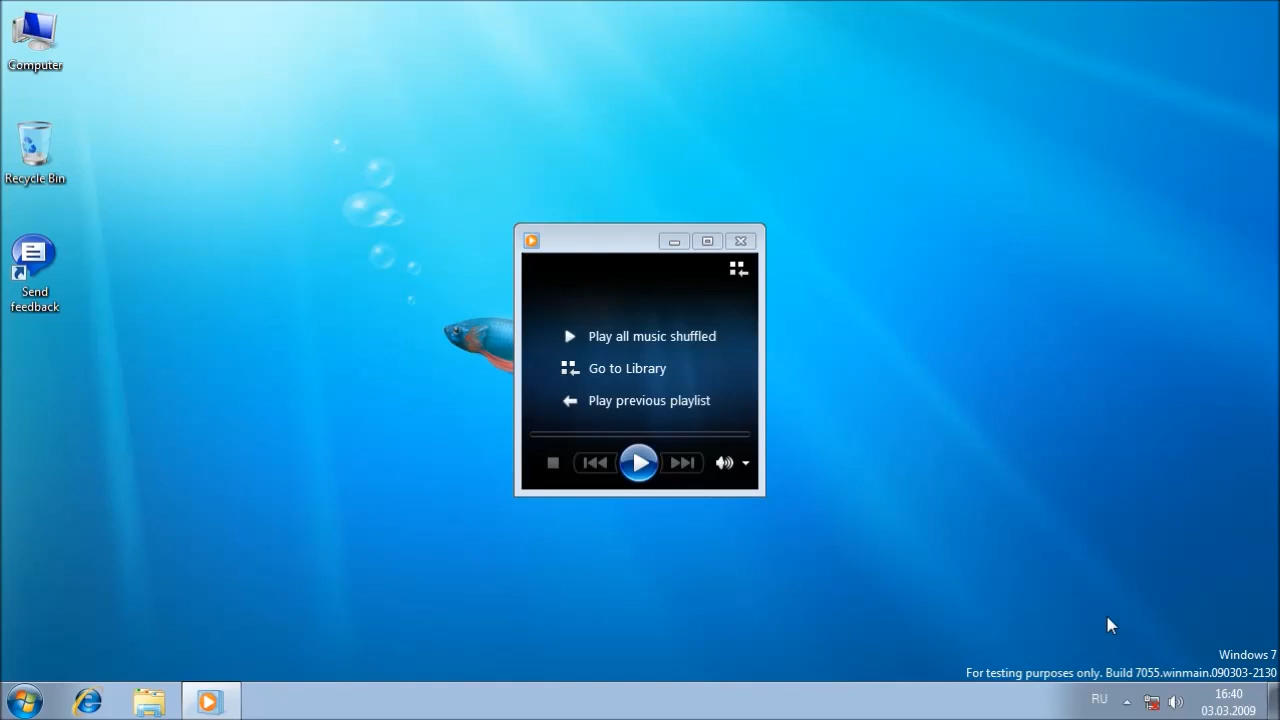 Computer
Recycle Bin
Send
feedback
Play all music shuffled
Go to Library
Play previous playlist
Windows 7
For testing purposes only. Build 7055.winmain.090303-2130
RU
16:40
03.03.2009